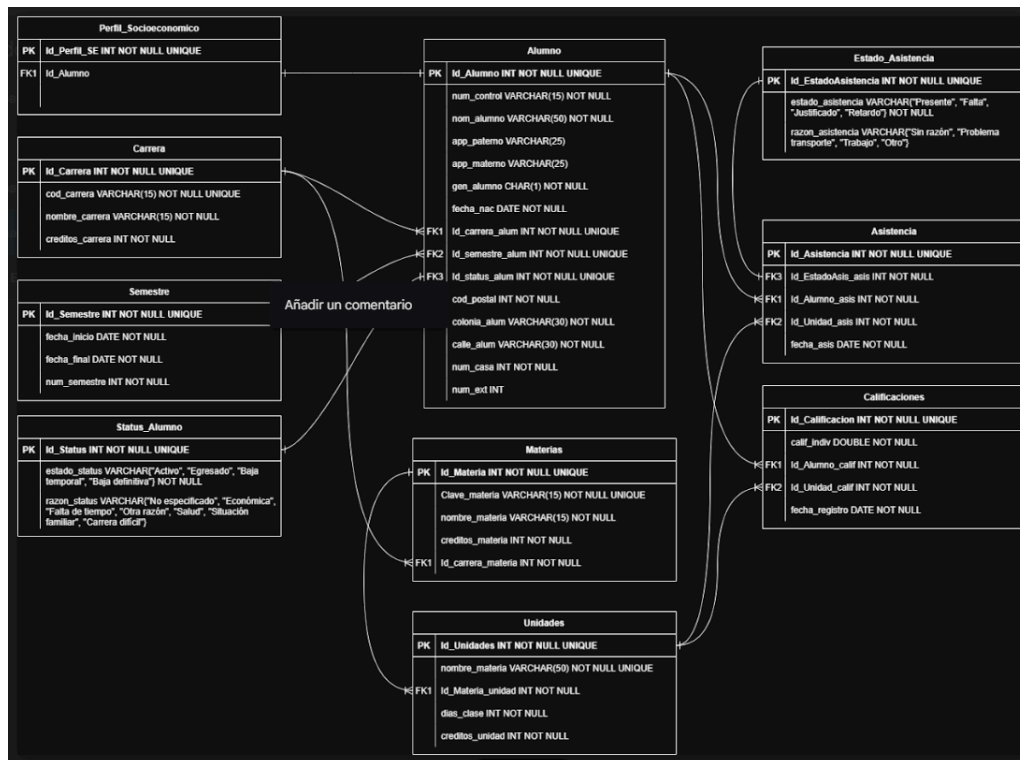 Perfil_Socioeconomico
PK Id_Perfil_SE INT NOT NULL UNIQUE
FK1 Id_Alumno
Carrera
PK Id_Carrera INT NOT NULL UNIQUE
cod_carrera VARCHAR(15) NOT NULL UNIQUE
nombre_carrera VARCHAR(15) NOT NULL
creditos_carrera INT NOT NULL
Semestre
PK Id_Semestre INT NOT NULL UNIQUE
fecha_inicio DATE NOT NULL
fecha_final DATE NOT NULL
num_semestre INT NOT NULL
Status_Alumno
PK Id_Status INT NOT NULL UNIQUE
estado_status VARCHAR{"Activo", "Egresado", "Baja
temporal", "Baja definitiva"} NOT NULL
razon_status VARCHAR{"No especificado", "Económica",
"Falta de tiempo", "Otra razón", "Salud", "Situación
familiar", "Carrera difícil"}
Añadir un comentario
Alumno
PK Id_Alumno INT NOT NULL UNIQUE
num_control VARCHAR(15) NOT NULL
nom_alumno VARCHAR(50) NOT NULL
app_paterno VARCHAR(25)
app_materno VARCHAR(25)
gen_alumno CHAR(1) NOT NULL
fecha_nac DATE NOT NULL
FK1 Id_carrera_alum INT NOT NULL UNIQUE
FK2 Id_semestre_alum INT NOT NULL UNIQUE
FK3 Id_status_alum INT NOT NULL UNIQUE
cod_postal INT NOT NULL
colonia_alum VARCHAR(30) NOT NULL
calle_alum VARCHAR(30) NOT NULL
num_casa INT NOT NULL
num_ext INT
Materias
PK Id_Materia INT NOT NULL UNIQUE
Clave_materia VARCHAR(15) NOT NULL UNIQUE
nombre_materia VARCHAR(15) NOT NULL
creditos_materia INT NOT NULL
FK1 Id_carrera_materia INT NOT NULL
Unidades
PK Id_Unidades INT NOT NULL UNIQUE
nombre_materia VARCHAR(50) NOT NULL UNIQUE
FK1 Id_Materia_unidad INT NOT NULL
dias_clase INT NOT NULL
creditos_unidad INT NOT NULL
Estado_Asistencia
PK Id_EstadoAsistencia INT NOT NULL UNIQUE
estado_asistencia VARCHAR{"Presente", "Falta",
"Justificado", "Retardo"} NOT NULL
razon_asistencia VARCHAR{"Sin razón", "Problema
transporte", "Trabajo", "Otro"}
Asistencia
PK Id_Asistencia INT NOT NULL UNIQUE
FK3 Id_EstadoAsis_asis INT NOT NULL
FK1 Id_Alumno_asis INT NOT NULL
FK2 Id_Unidad_asis INT NOT NULL
fecha_asis DATE NOT NULL
Calificaciones
PK Id_Calificacion INT NOT NULL UNIQUE
calif_indiv DOUBLE NOT NULL
FK1 Id_Alumno_calif INT NOT NULL
FK2 Id_Unidad_calif INT NOT NULL
fecha_registro DATE NOT NULL